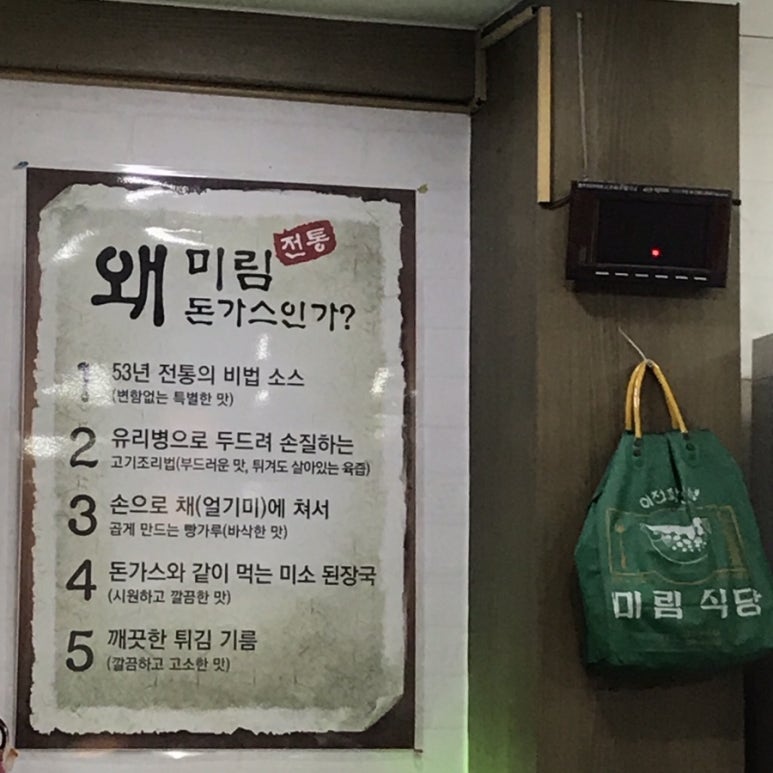 왜 미림 전통
돈가스인가?
1 53년 전통의 비법 소스
(변함없는 특별한 맛)
2 유리병으로 두드려 손질하는
고기조리법(부드러운 맛, 튀겨도 살아있는 육즙)
3 손으로 채(얼기미)에 쳐서
곱게 만드는 빵가루(바삭한 맛)
4 돈가스와 같이 먹는 미소 된장국
(시원하고 깔끔한 맛)
5 깨끗한 튀김 기름
(깔끔하고 고소한 맛)
미림 식당